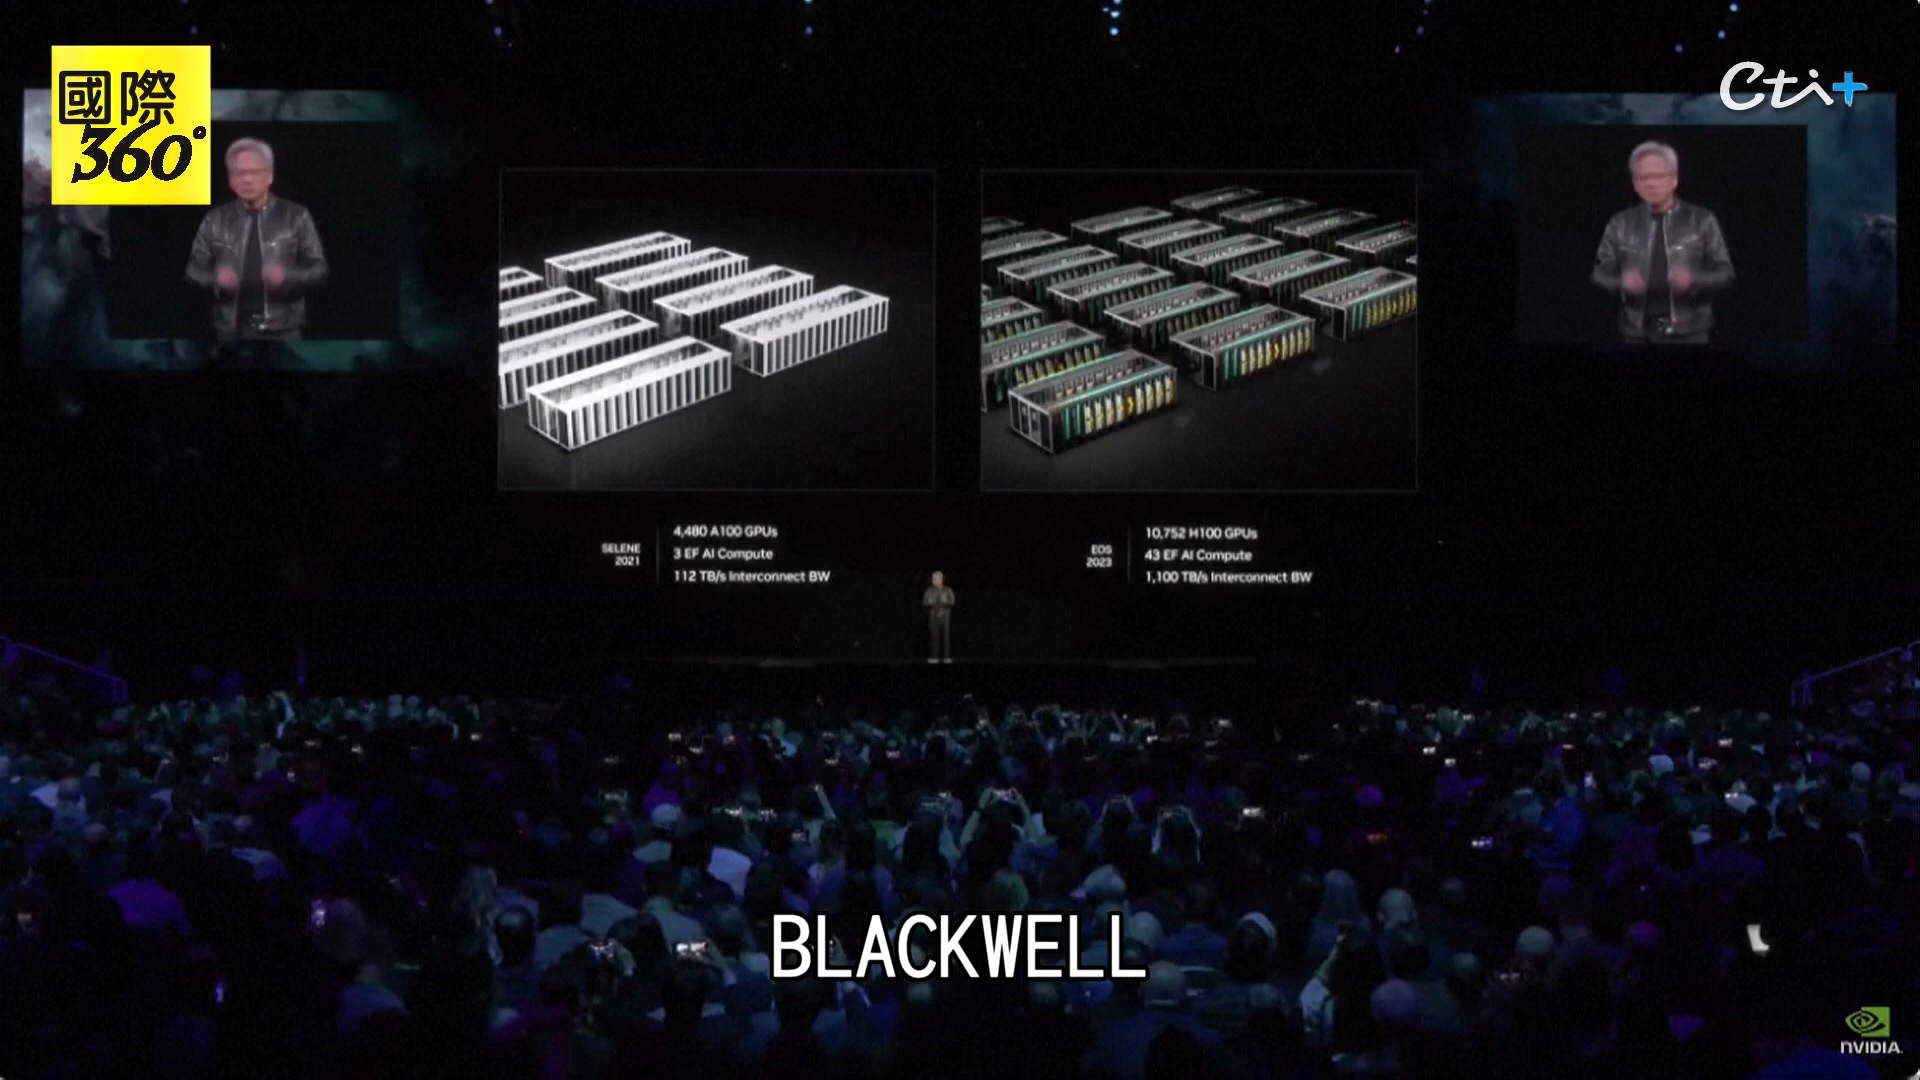 國際
360°
Cti+
SELENE
2021
4,480 A100 GPUs
3 EF AI Compute
112 TB/s Interconnect BW
EOS
2023
10,752 H100 GPUs
43 EF AI Compute
1,100 TB/s Interconnect BW
BLACKWELL
NVIDIA.